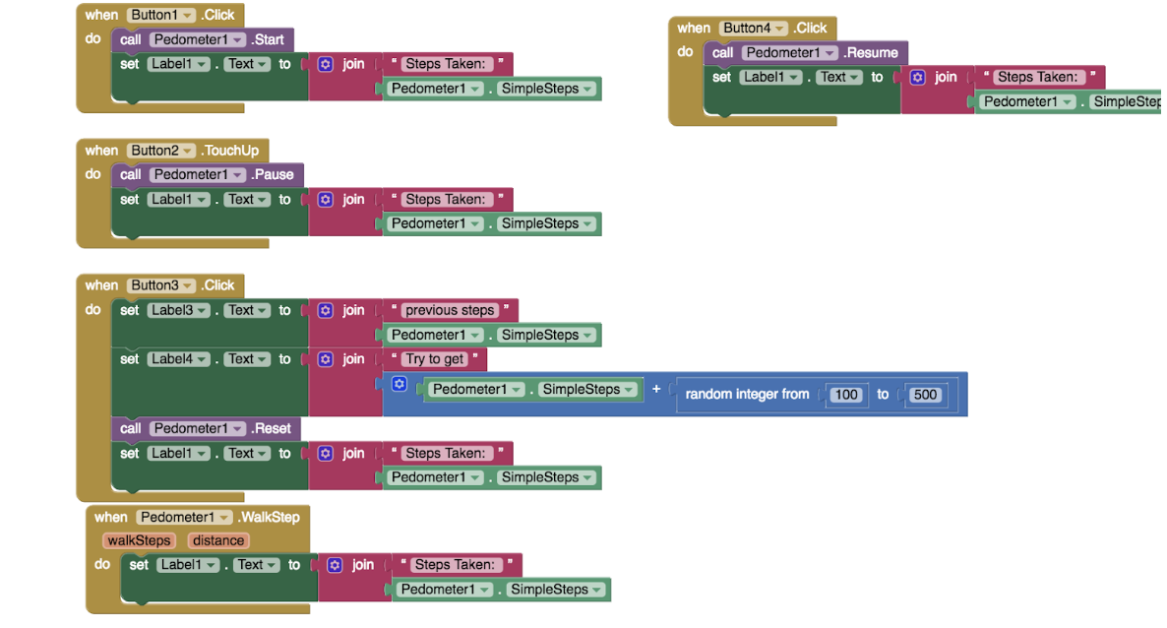 when Button1 .Click
do call Pedometer1 .Start
set Label1 . Text to join " Steps Taken: "
Pedometer1 . SimpleSteps
when Button4 .Click
do call Pedometer1 .Resume
set Label1 . Text to join " Steps Taken: "
Pedometer1 . SimpleStep
when Button2 .TouchUp
do call Pedometer1 .Pause
set Label1 . Text to join " Steps Taken: "
Pedometer1 . SimpleSteps
when Button3 .Click
do set Label3 . Text to join " previous steps "
Pedometer1 . SimpleSteps
set Label4 . Text to join " Try to get "
Pedometer1 . SimpleSteps + random integer from 100 to 500
call Pedometer1 .Reset
set Label1 . Text to join " Steps Taken: "
Pedometer1 . SimpleSteps
when Pedometer1 .WalkStep
walkSteps distance
do set Label1 . Text to join " Steps Taken: "
Pedometer1 . SimpleSteps